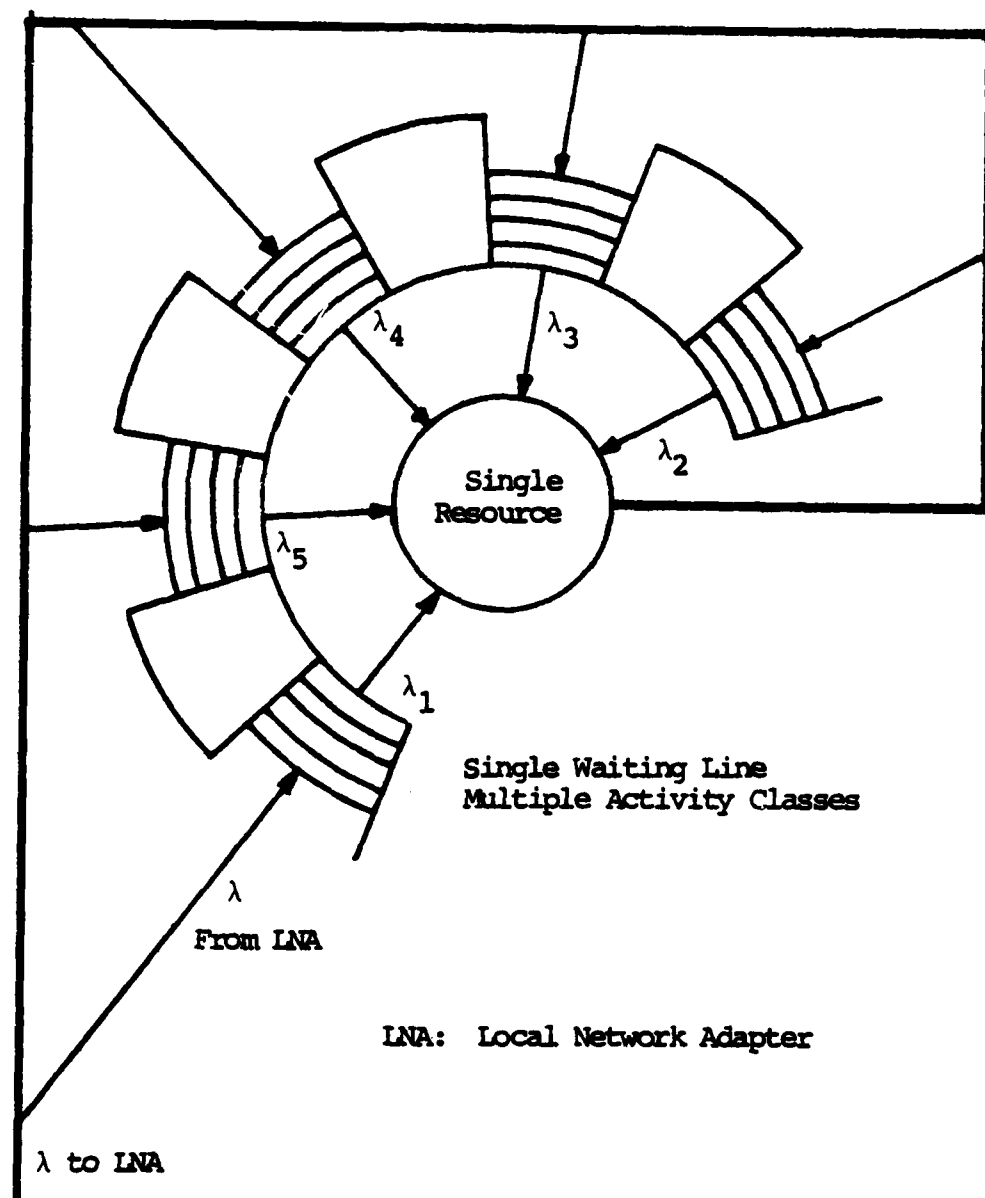 λ4
λ3
λ2
Single
Resource
λ5
λ1
Single Waiting Line
Multiple Activity Classes
λ
From LNA
LNA: Local Network Adapter
λ to LNA